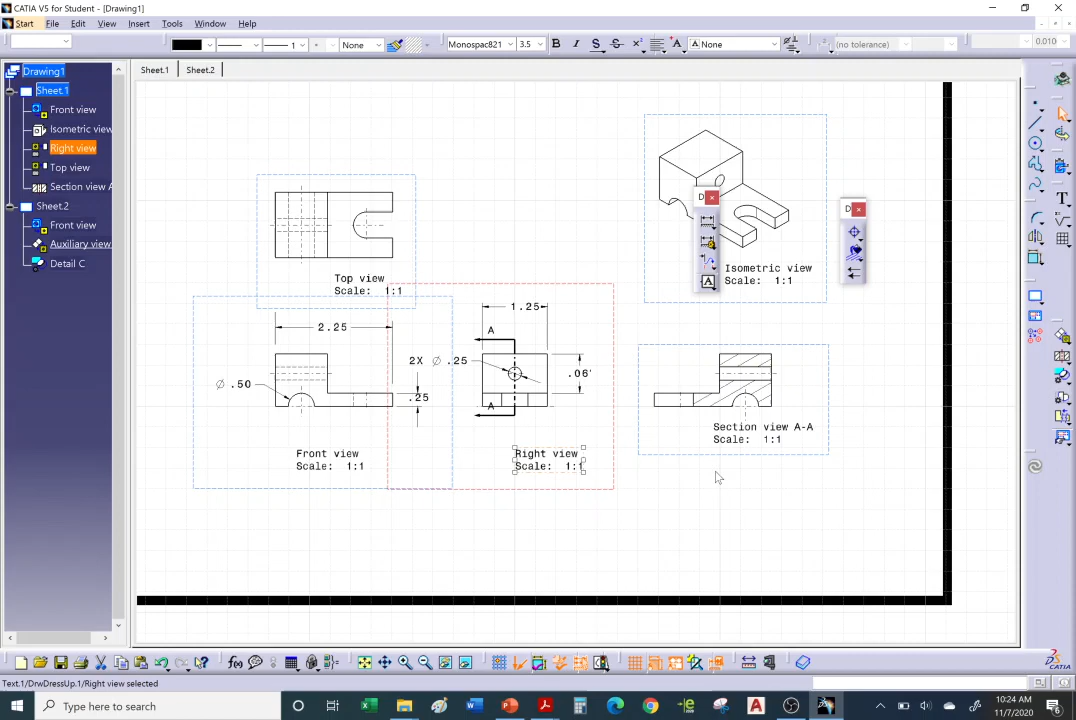 CATIA V5 for Student - [Drawing1]
Start File Edit View Insert Tools Window Help
1 None Monospac821 3.5 B I S S X A None (no tolerance) 0.010
Drawing1
Sheet.1
Front view
Isometric view
Right view
Top view
Section view A
Sheet.2
Front view
Auxiliary view
Detail C
Sheet.1 Sheet.2
D
D
Isometric view
Scale: 1:1
Top view
Scale: 1:1
2.25
1.25
A
2X Ø .25
.06'
Ø .50
.25
A
Front view
Scale: 1:1
Right view
Scale: 1:1
Section view A-A
Scale: 1:1
Text.1/DrwDressUp.1/Right view selected
Type here to search
10:24 AM
11/7/2020
6